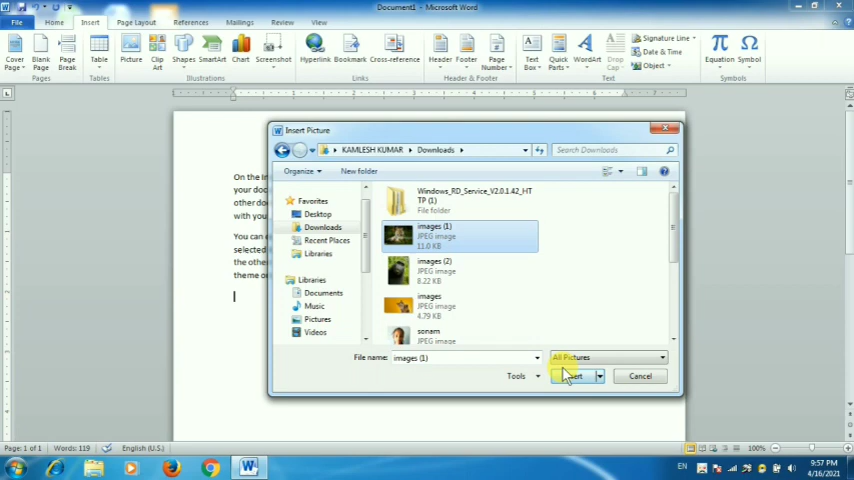 Document1 - Microsoft Word
File Home Insert Page Layout References Mailings Review View
Cover Page
Blank Page
Page Break
Table
Picture
Clip Art
Shapes
SmartArt
Chart
Screenshot
Hyperlink
Bookmark
Cross-reference
Header
Footer
Page Number
Text Box
Quick Parts
WordArt
Drop Cap
Signature Line
Date & Time
Object
Equation
Symbol
Pages
Tables
Illustrations
Links
Header & Footer
Text
Symbols
On the In
your doc
other do
with you
You can e
selected
the othe
theme or
Insert Picture
KAMLESH KUMAR Downloads
Search Downloads
Organize
New folder
Favorites
Desktop
Downloads
Recent Places
Libraries
Libraries
Documents
Music
Pictures
Videos
Windows_RD_Service_V2.0.1.42_HT
TP (1)
File folder
images (1)
JPEG image
11.0 KB
images (2)
JPEG image
8.22 KB
images
JPEG image
4.79 KB
sonam
JPEG image
File name: images (1)
All Pictures
Tools
Cancel
Page: 1 of 1 Words: 119 English (U.S.) 100%
EN
9:57 PM
4/16/2021